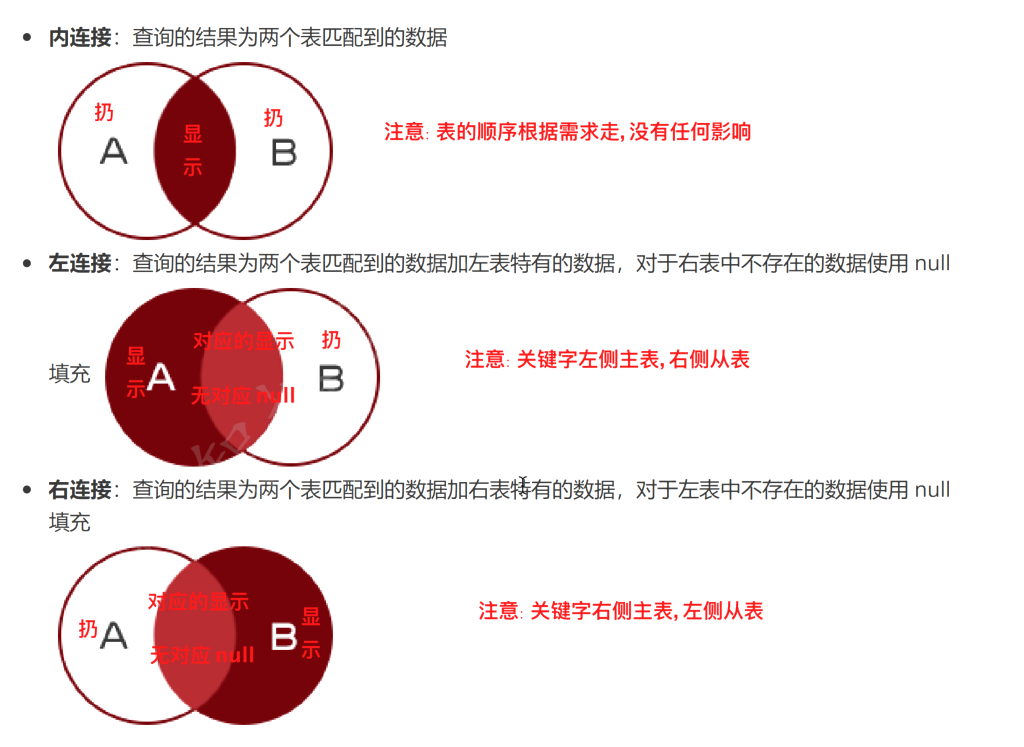 内连接：查询的结果为两个表匹配到的数据
扔
A
显
示
扔
B
注意: 表的顺序根据需求走, 没有任何影响
左连接：查询的结果为两个表匹配到的数据加左表特有的数据，对于右表中不存在的数据使用 null
填充
显
示
A
对应的显示
无对应 null
扔
B
注意: 关键字左侧主表, 右侧从表
右连接：查询的结果为两个表匹配到的数据加右表特有的数据，对于左表中不存在的数据使用 null
填充
扔
A
对应的显示
无对应 null
B
显
示
注意: 关键字右侧主表, 左侧从表